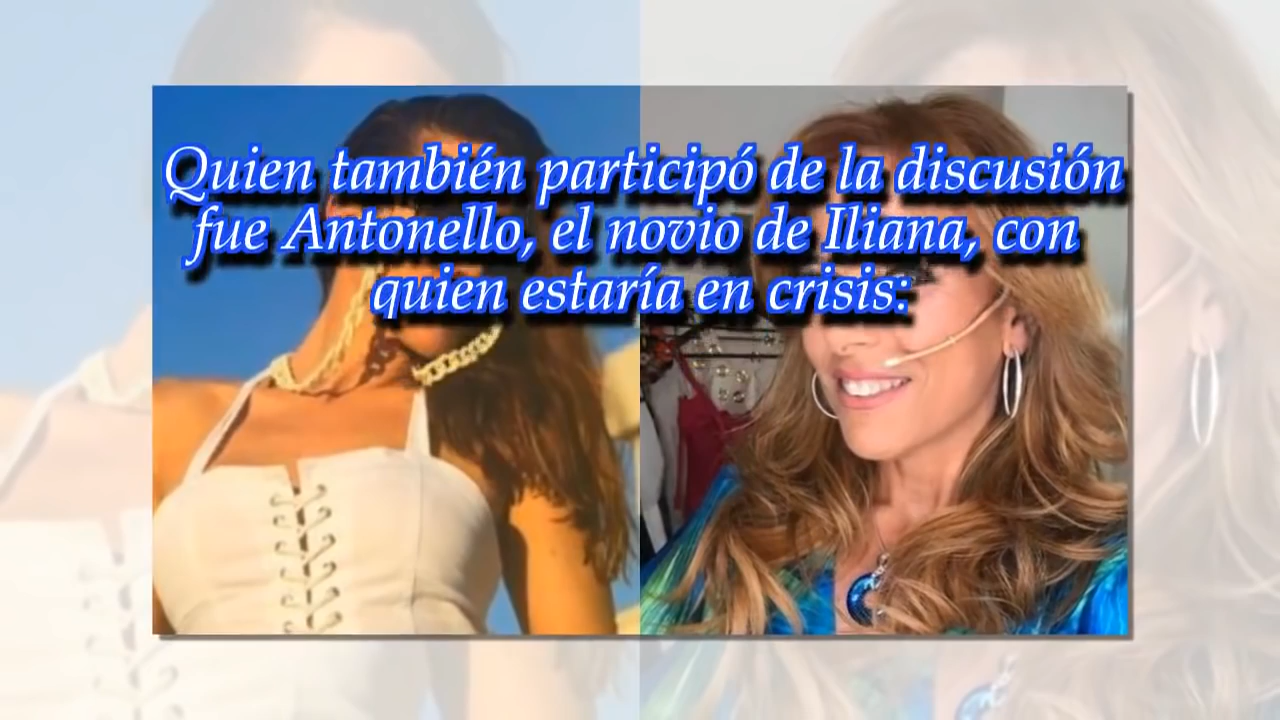 Quien también participó de la discusión
fue Antonello, el novio de Iliana, con
quien estaría en crisis: